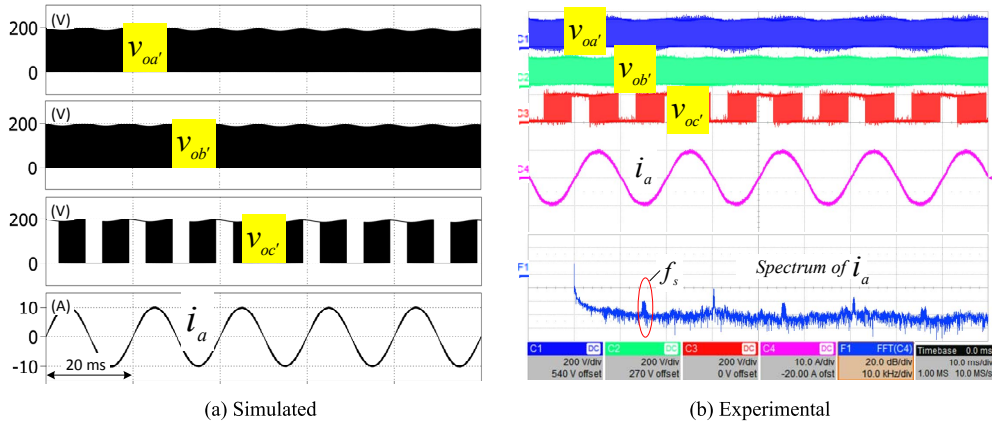 (V)
200
0
v_oa'
(V)
200
0
v_ob'
(V)
200
0
v_oc'
(A)
10
0
-10
i_a
20 ms
(a) Simulated
C1
v_oa'
C2
v_ob'
C3
v_oc'
C4
i_a
F1
f_s
Spectrum of i_a
C1 DC C2 DC C3 DC C4 DC F1 FFT(C4) Timebase 0.0 ms
200 V/div 200 V/div 200 V/div 10.0 A/div 20.0 dB/div 10.0 ms/div
540 V offset 270 V offset 0 V offset -20.00 A ofst 10.0 kHz/div 1.00 MS 10.0 MS/s
(b) Experimental